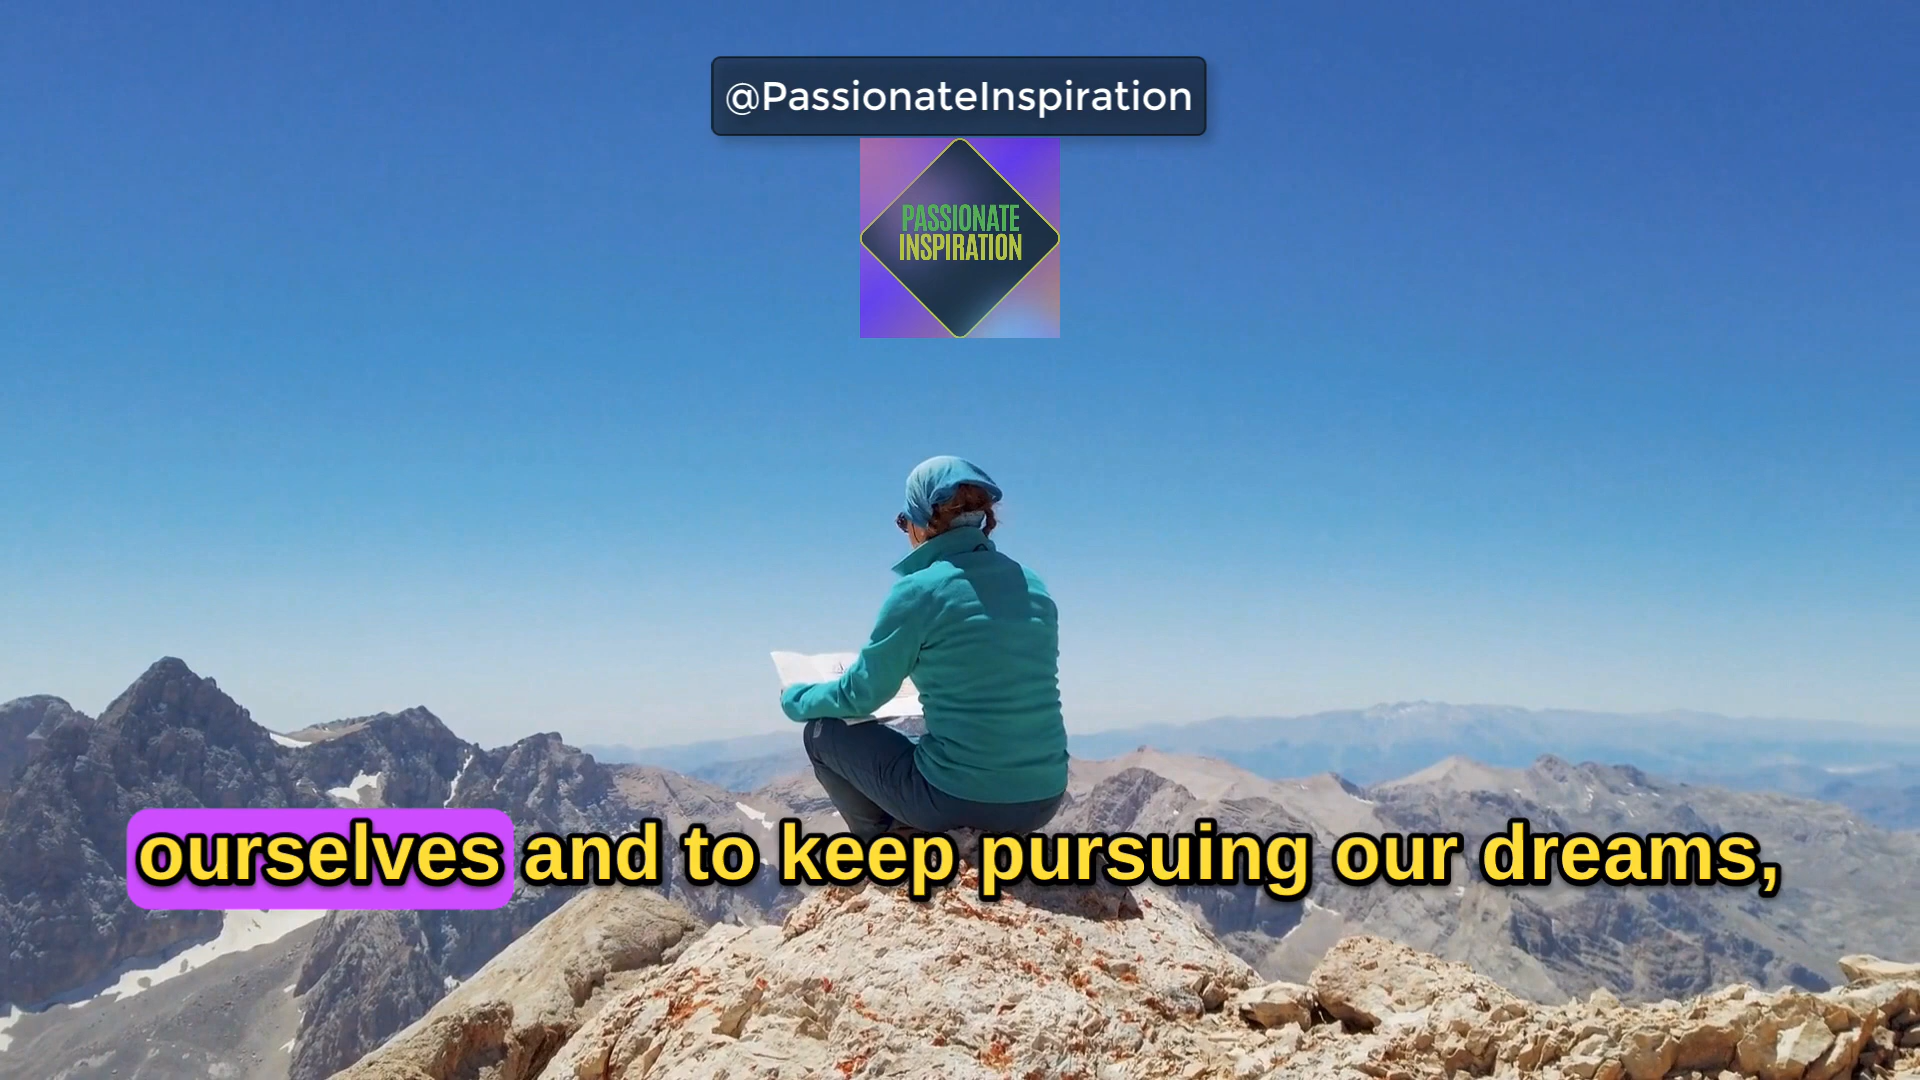 @PassionateInspiration
PASSIONATE
INSPIRATION
ourselves and to keep pursuing our dreams,